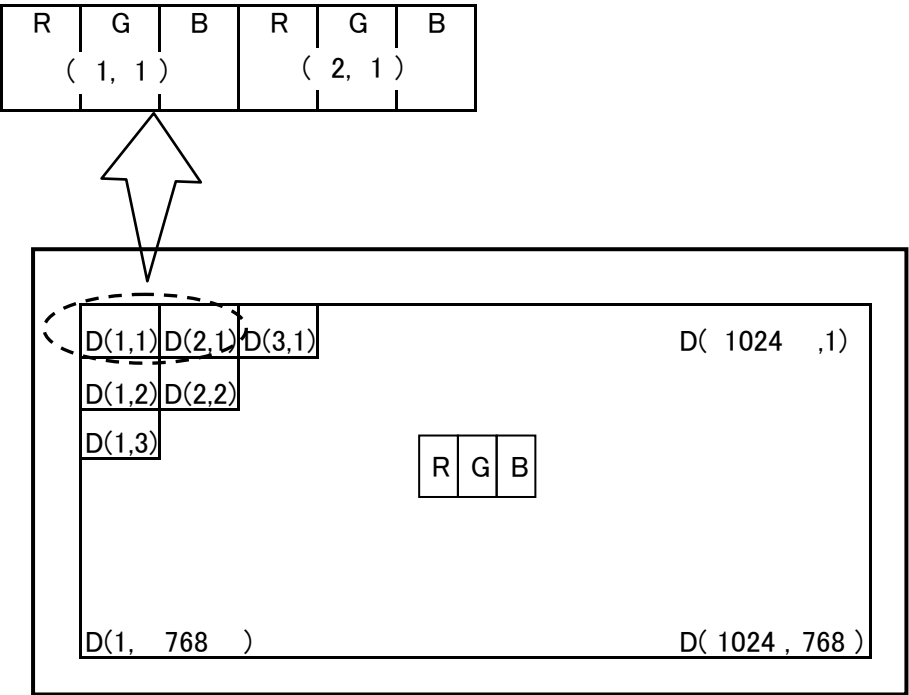 R G B R G B
( 1, 1 ) ( 2, 1 )
D(1,1) D(2,1) D(3,1) D( 1024 ,1)
D(1,2) D(2,2)
D(1,3)
R G B
D(1, 768 ) D( 1024 , 768 )